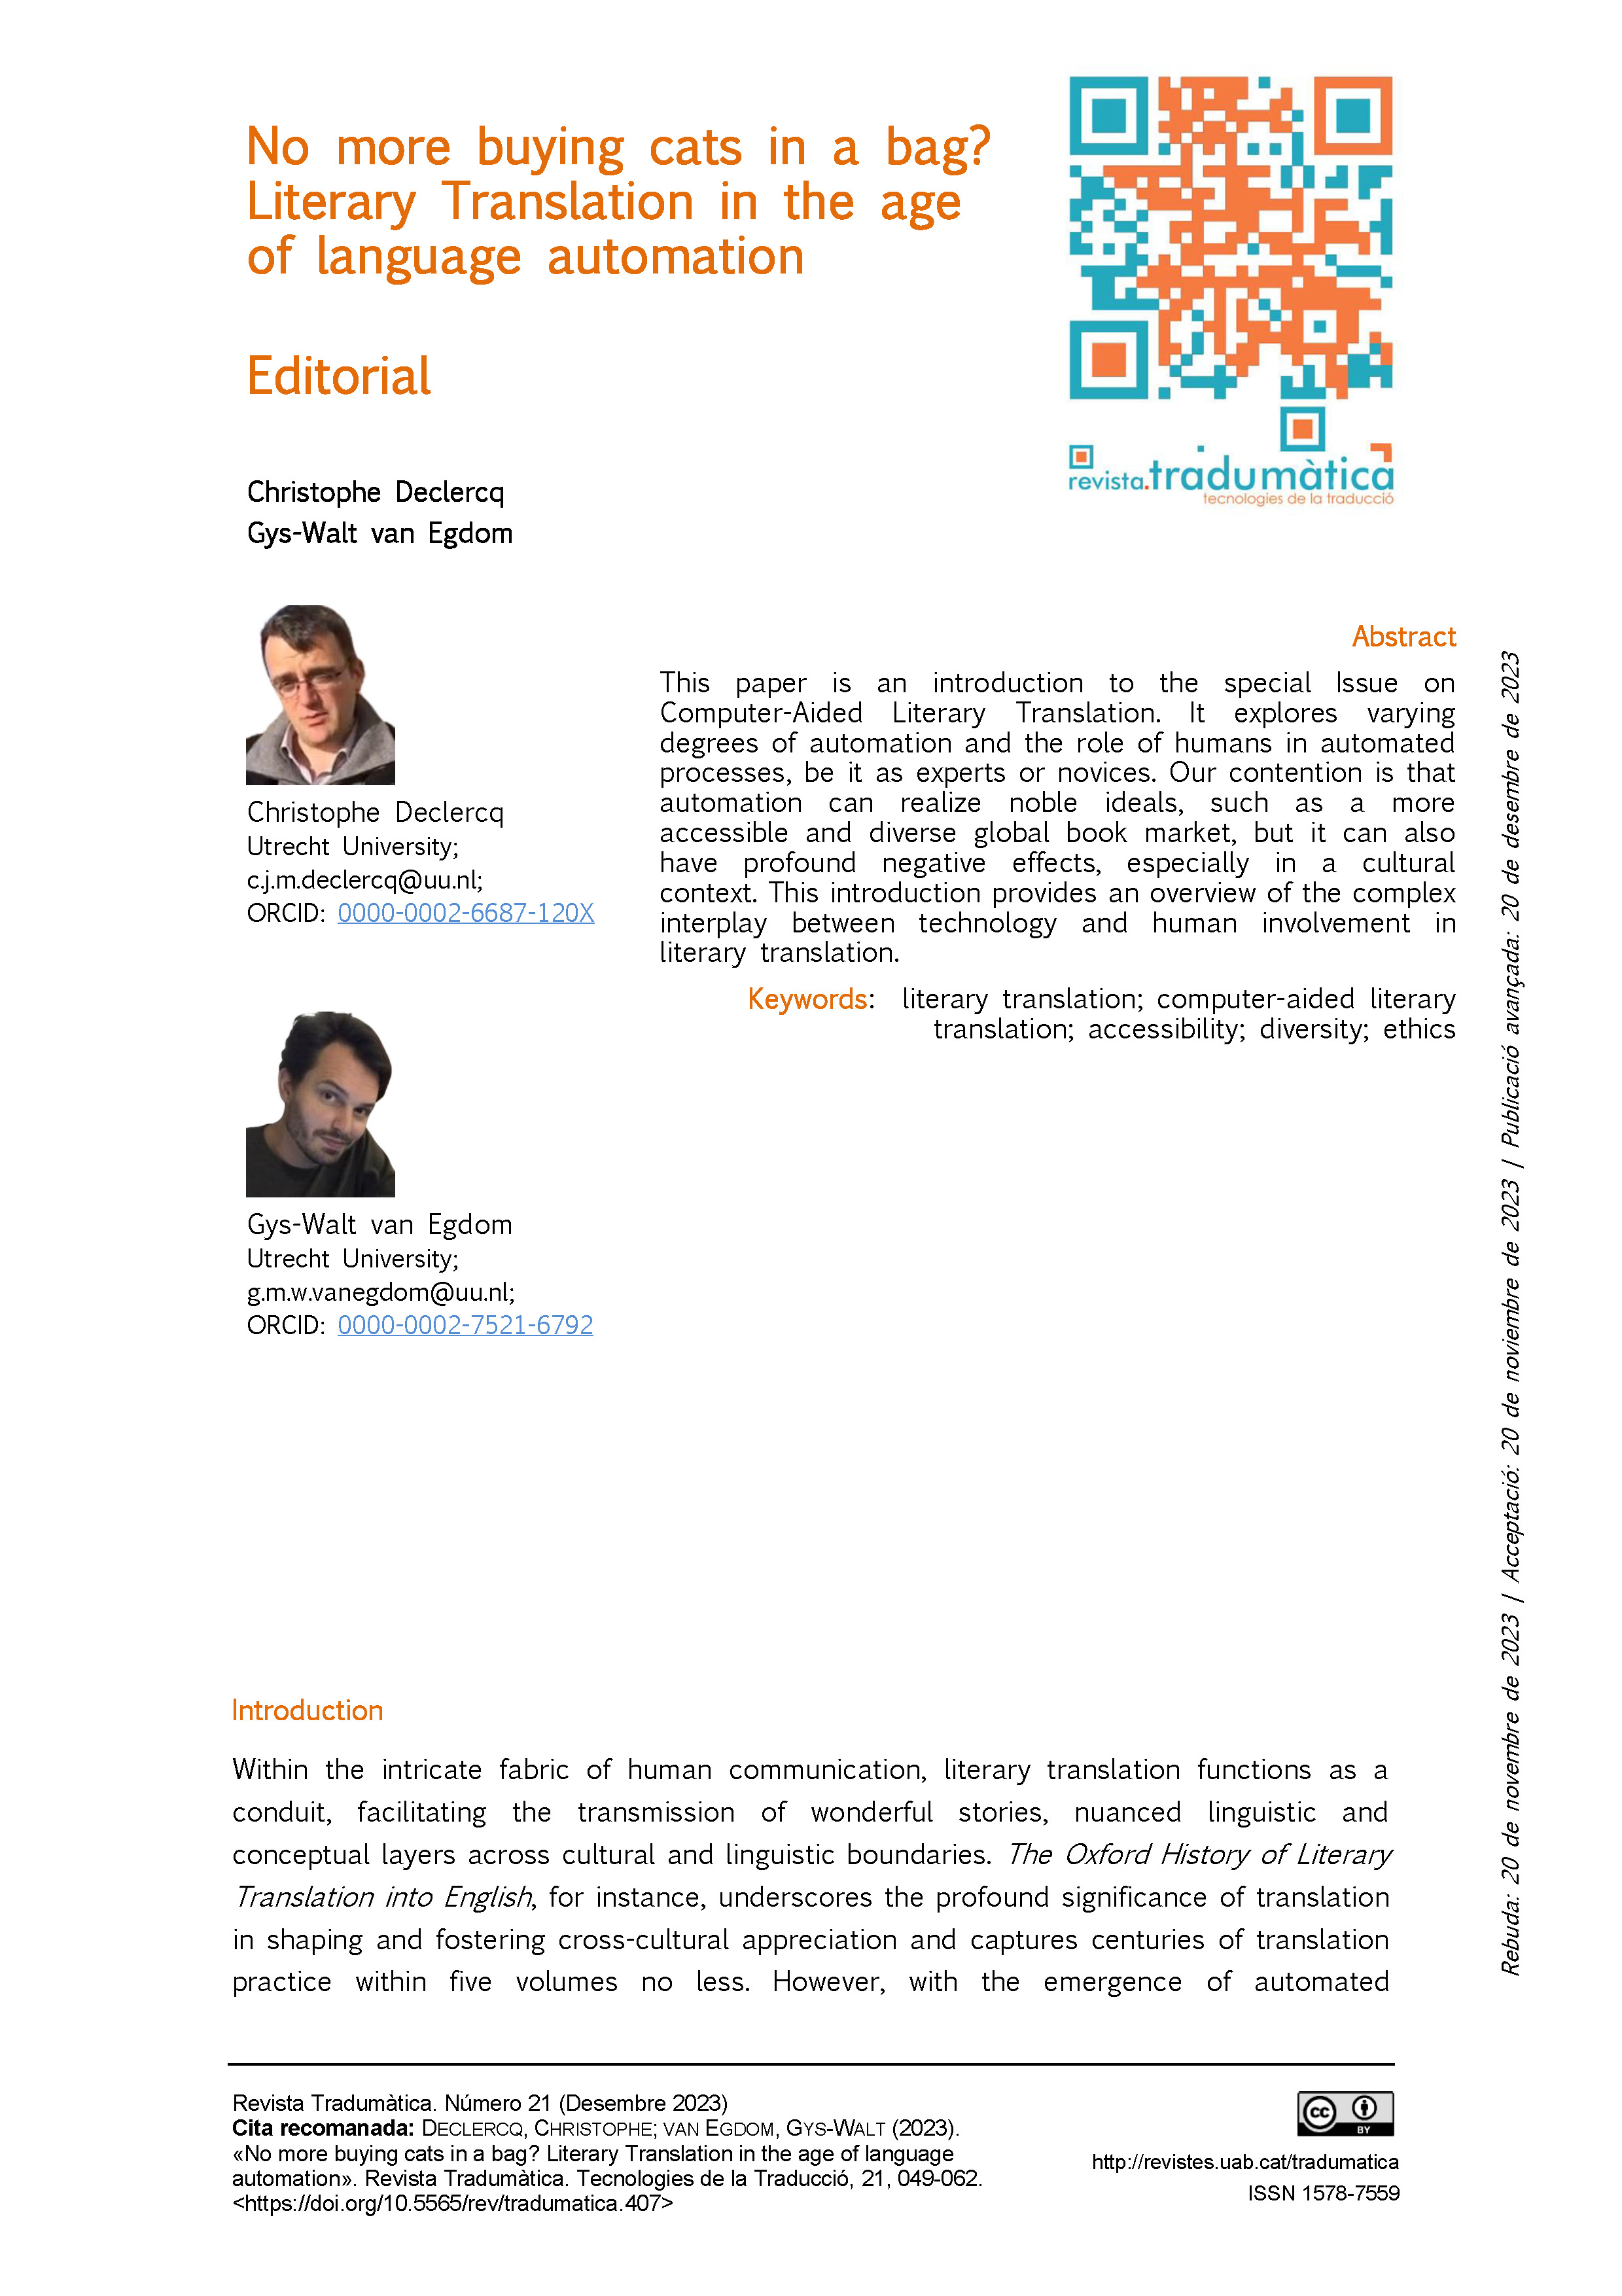 No more buying cats in a bag?
Literary Translation in the age
of language automation
Editorial
revista.tradumàtica
tecnologies de la traducció
Christophe Declercq
Gys-Walt van Egdom
Christophe Declercq
Utrecht University;
c.j.m.declercq@uu.nl;
ORCID: 0000-0002-6687-120X
Gys-Walt van Egdom
Utrecht University;
g.m.w.vanegdom@uu.nl;
ORCID: 0000-0002-7521-6792
Abstract
This paper is an introduction to the special Issue on
Computer-Aided Literary Translation. It explores varying
degrees of automation and the role of humans in automated
processes, be it as experts or novices. Our contention is that
automation can realize noble ideals, such as a more
accessible and diverse global book market, but it can also
have profound negative effects, especially in a cultural
context. This introduction provides an overview of the complex
interplay between technology and human involvement in
literary translation.
Keywords: literary translation; computer-aided literary
translation; accessibility; diversity; ethics
Rebuda: 20 de novembre de 2023 | Acceptació: 20 de noviembre de 2023 | Publicació avançada: 20 de desembre de 2023
Introduction
Within the intricate fabric of human communication, literary translation functions as a
conduit, facilitating the transmission of wonderful stories, nuanced linguistic and
conceptual layers across cultural and linguistic boundaries. The Oxford History of Literary
Translation into English, for instance, underscores the profound significance of translation
in shaping and fostering cross-cultural appreciation and captures centuries of translation
practice within five volumes no less. However, with the emergence of automated
Revista Tradumàtica. Número 21 (Desembre 2023)
Cita recomanada: DECLERCQ, CHRISTOPHE; VAN EGDOM, GYS-WALT (2023).
«No more buying cats in a bag? Literary Translation in the age of language
automation». Revista Tradumàtica. Tecnologies de la Traducció, 21, 049-062.
<https://doi.org/10.5565/rev/tradumatica.407>
cc
BY
http://revistes.uab.cat/tradumatica
ISSN 1578-7559